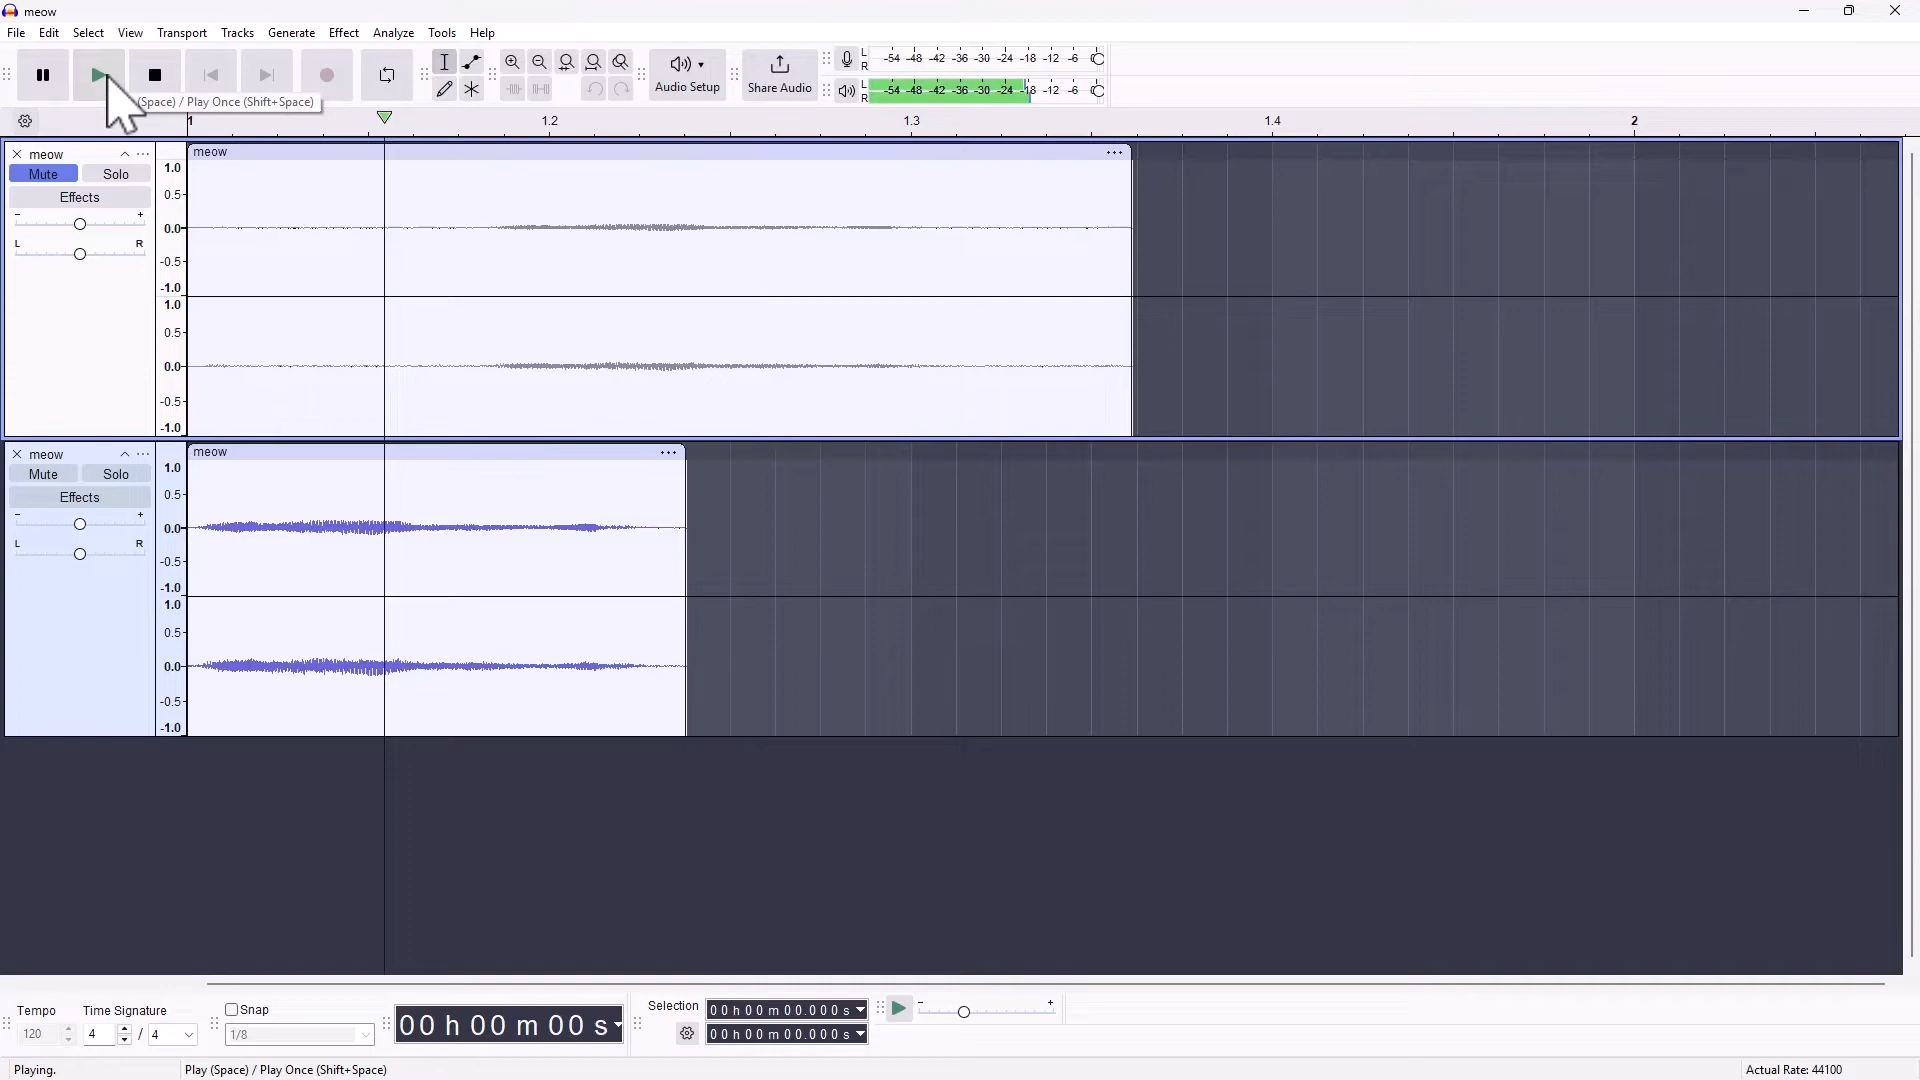 meow
File Edit Select View Transport Tracks Generate Effect Analyze Tools Help
(Space) / Play Once (Shift+Space)
Audio Setup
Share Audio
L
R
-54 -48 -42 -36 -30 -24 -18 -12 -6 0
L
R
-54 -48 -42 -36 -30 -24 -18 -12 -6 0
1 1.2 1.3 1.4 2
meow
Mute Solo
Effects
- +
L R
1.0
0.5
0.0
-0.5
-1.0
1.0
0.5
0.0
-0.5
-1.0
meow
meow
Mute Solo
Effects
- +
L R
1.0
0.5
0.0
-0.5
-1.0
1.0
0.5
0.0
-0.5
-1.0
meow
Tempo
120
Time Signature
4 / 4
Snap
1/8
00 h 00 m 00 s
Selection
00 h 00 m 00.000 s
00 h 00 m 00.000 s
- +
Playing.
Play (Space) / Play Once (Shift+Space)
Actual Rate: 44100